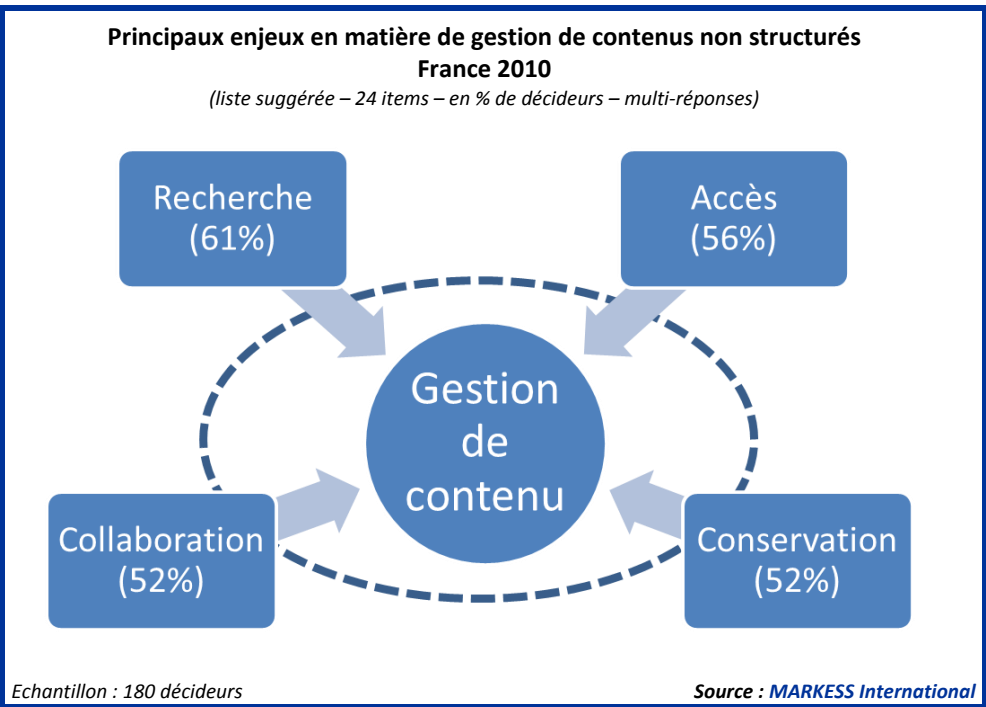 Principaux enjeux en matière de gestion de contenus non structurés
France 2010
(liste suggérée – 24 items – en % de décideurs – multi-réponses)
Recherche
(61%)
Accès
(56%)
Gestion
de
contenu
Collaboration
(52%)
Conservation
(52%)
Echantillon : 180 décideurs
Source : MARKESS International